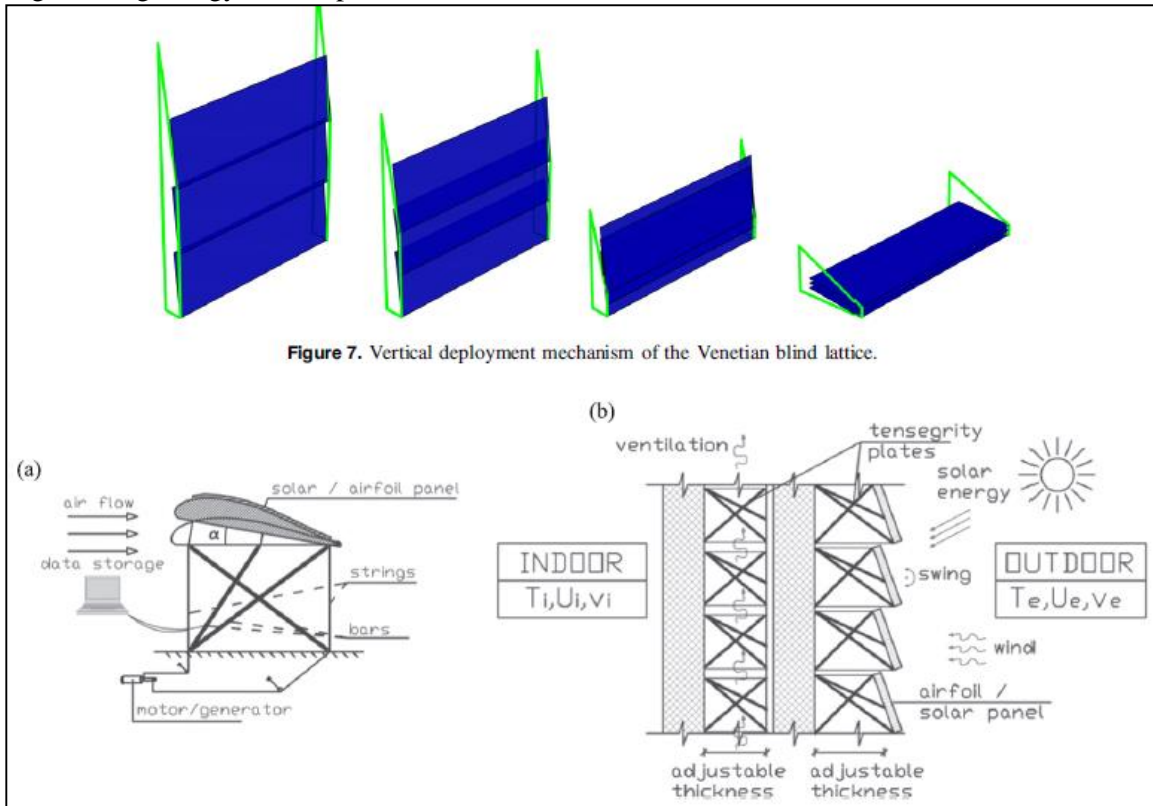 Figure 7. Vertical deployment mechanism of the Venetian blind lattice.
(a)
air flow
solar / airfoil panel
α
data storage
strings
bars
motor/generator
(b)
ventilation
tensegrity
plates
solar
energy
INDOOR
Ti,Ui,vi
OUTDOOR
Te,Ue,ve
swing
wind
airfoil /
solar panel
adjustable
thickness
adjustable
thickness